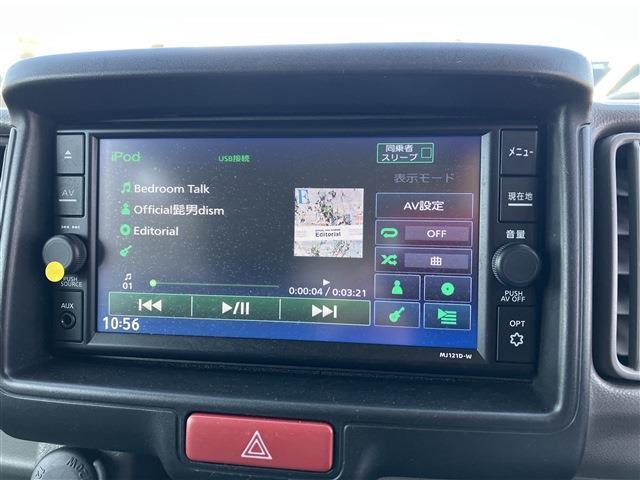 iPod
USB接続
同乗者
スリープ
Bedroom Talk
表示モード
Official髭男dism
AV設定
Editorial
OFF
曲
01
0:00:04 / 0:03:21
10:56
AV
PUSH
SOURCE
AUX
メニュー
現在地
音量
PUSH
AV OFF
OPT
MJ121D-W
E
Editorial